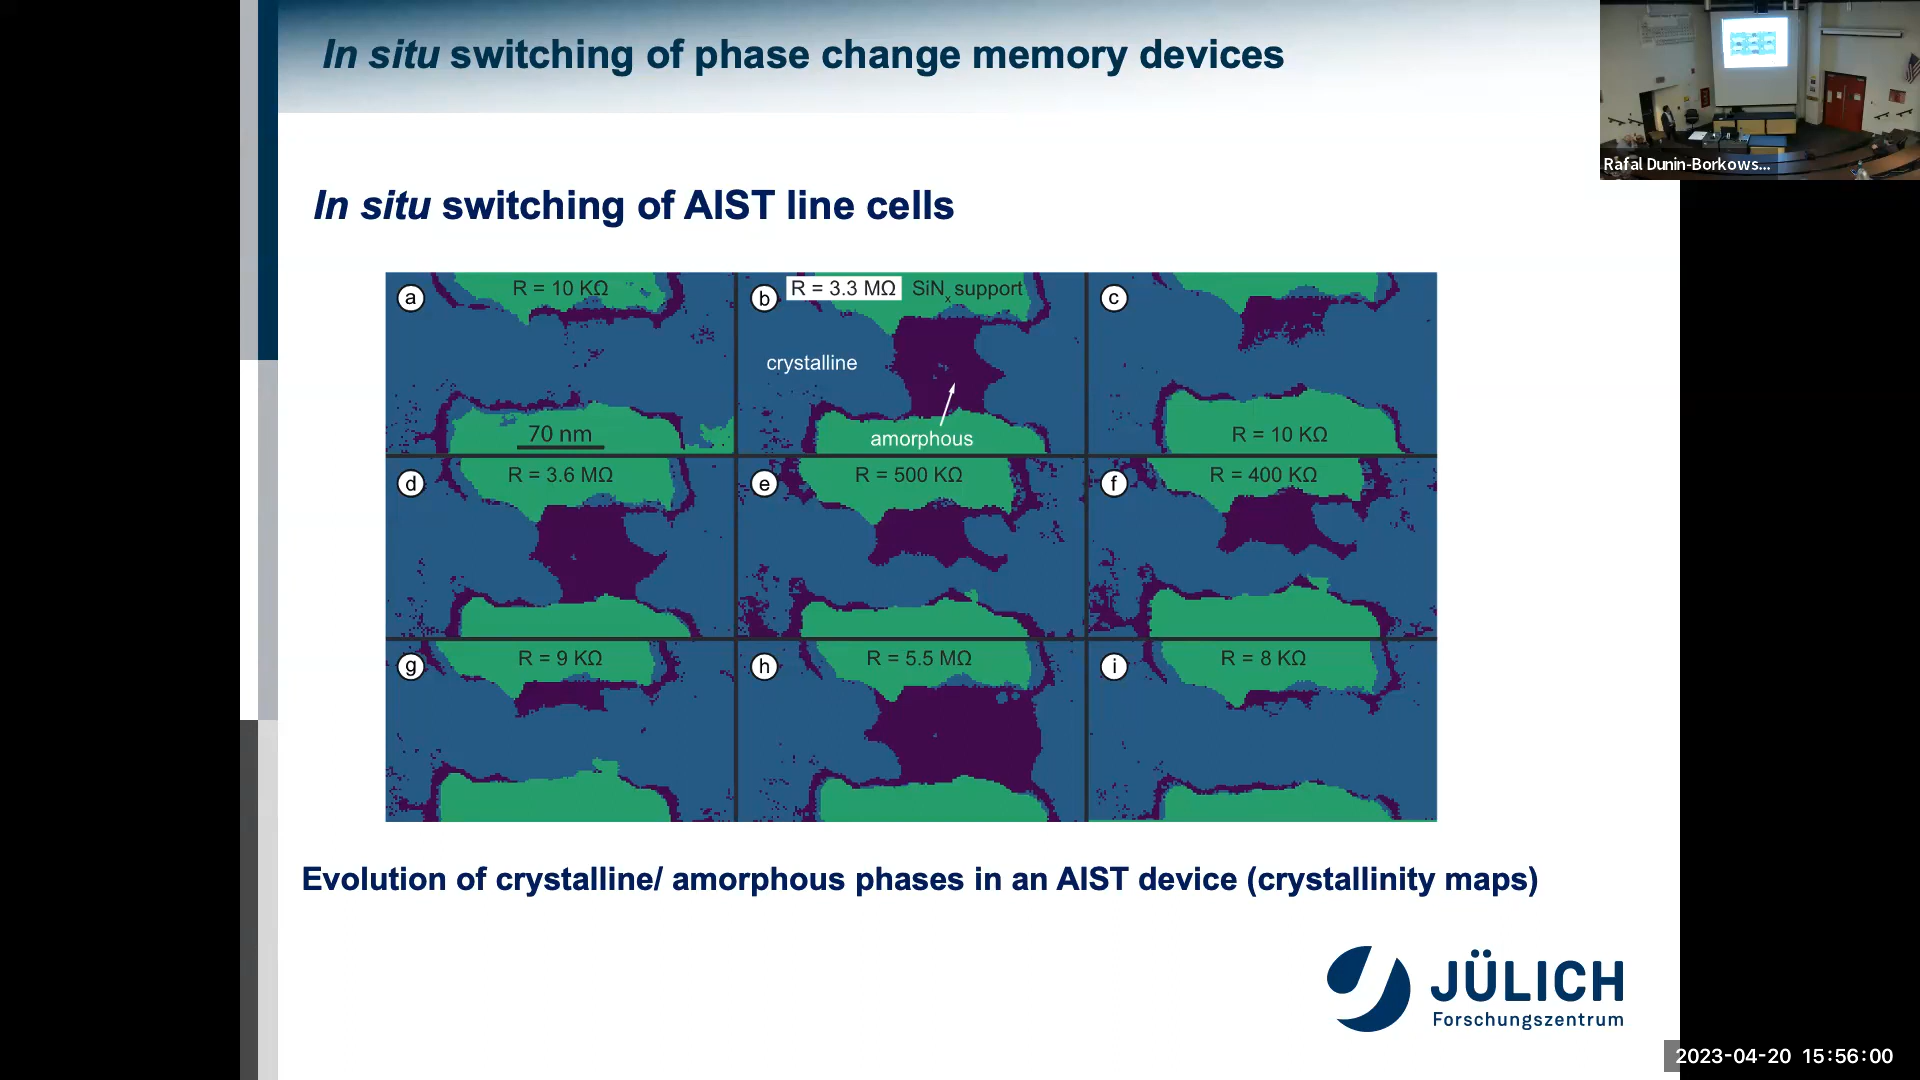 In situ switching of phase change memory devices
Rafal Dunin-Borkows...
In situ switching of AIST line cells
a
R = 10 KΩ
70 nm
b
R = 3.3 MΩ
SiNx support
crystalline
amorphous
c
R = 10 KΩ
d
R = 3.6 MΩ
e
R = 500 KΩ
f
R = 400 KΩ
g
R = 9 KΩ
h
R = 5.5 MΩ
i
R = 8 KΩ
Evolution of crystalline/ amorphous phases in an AIST device (crystallinity maps)
JÜLICH
Forschungszentrum
2023-04-20 15:56:00